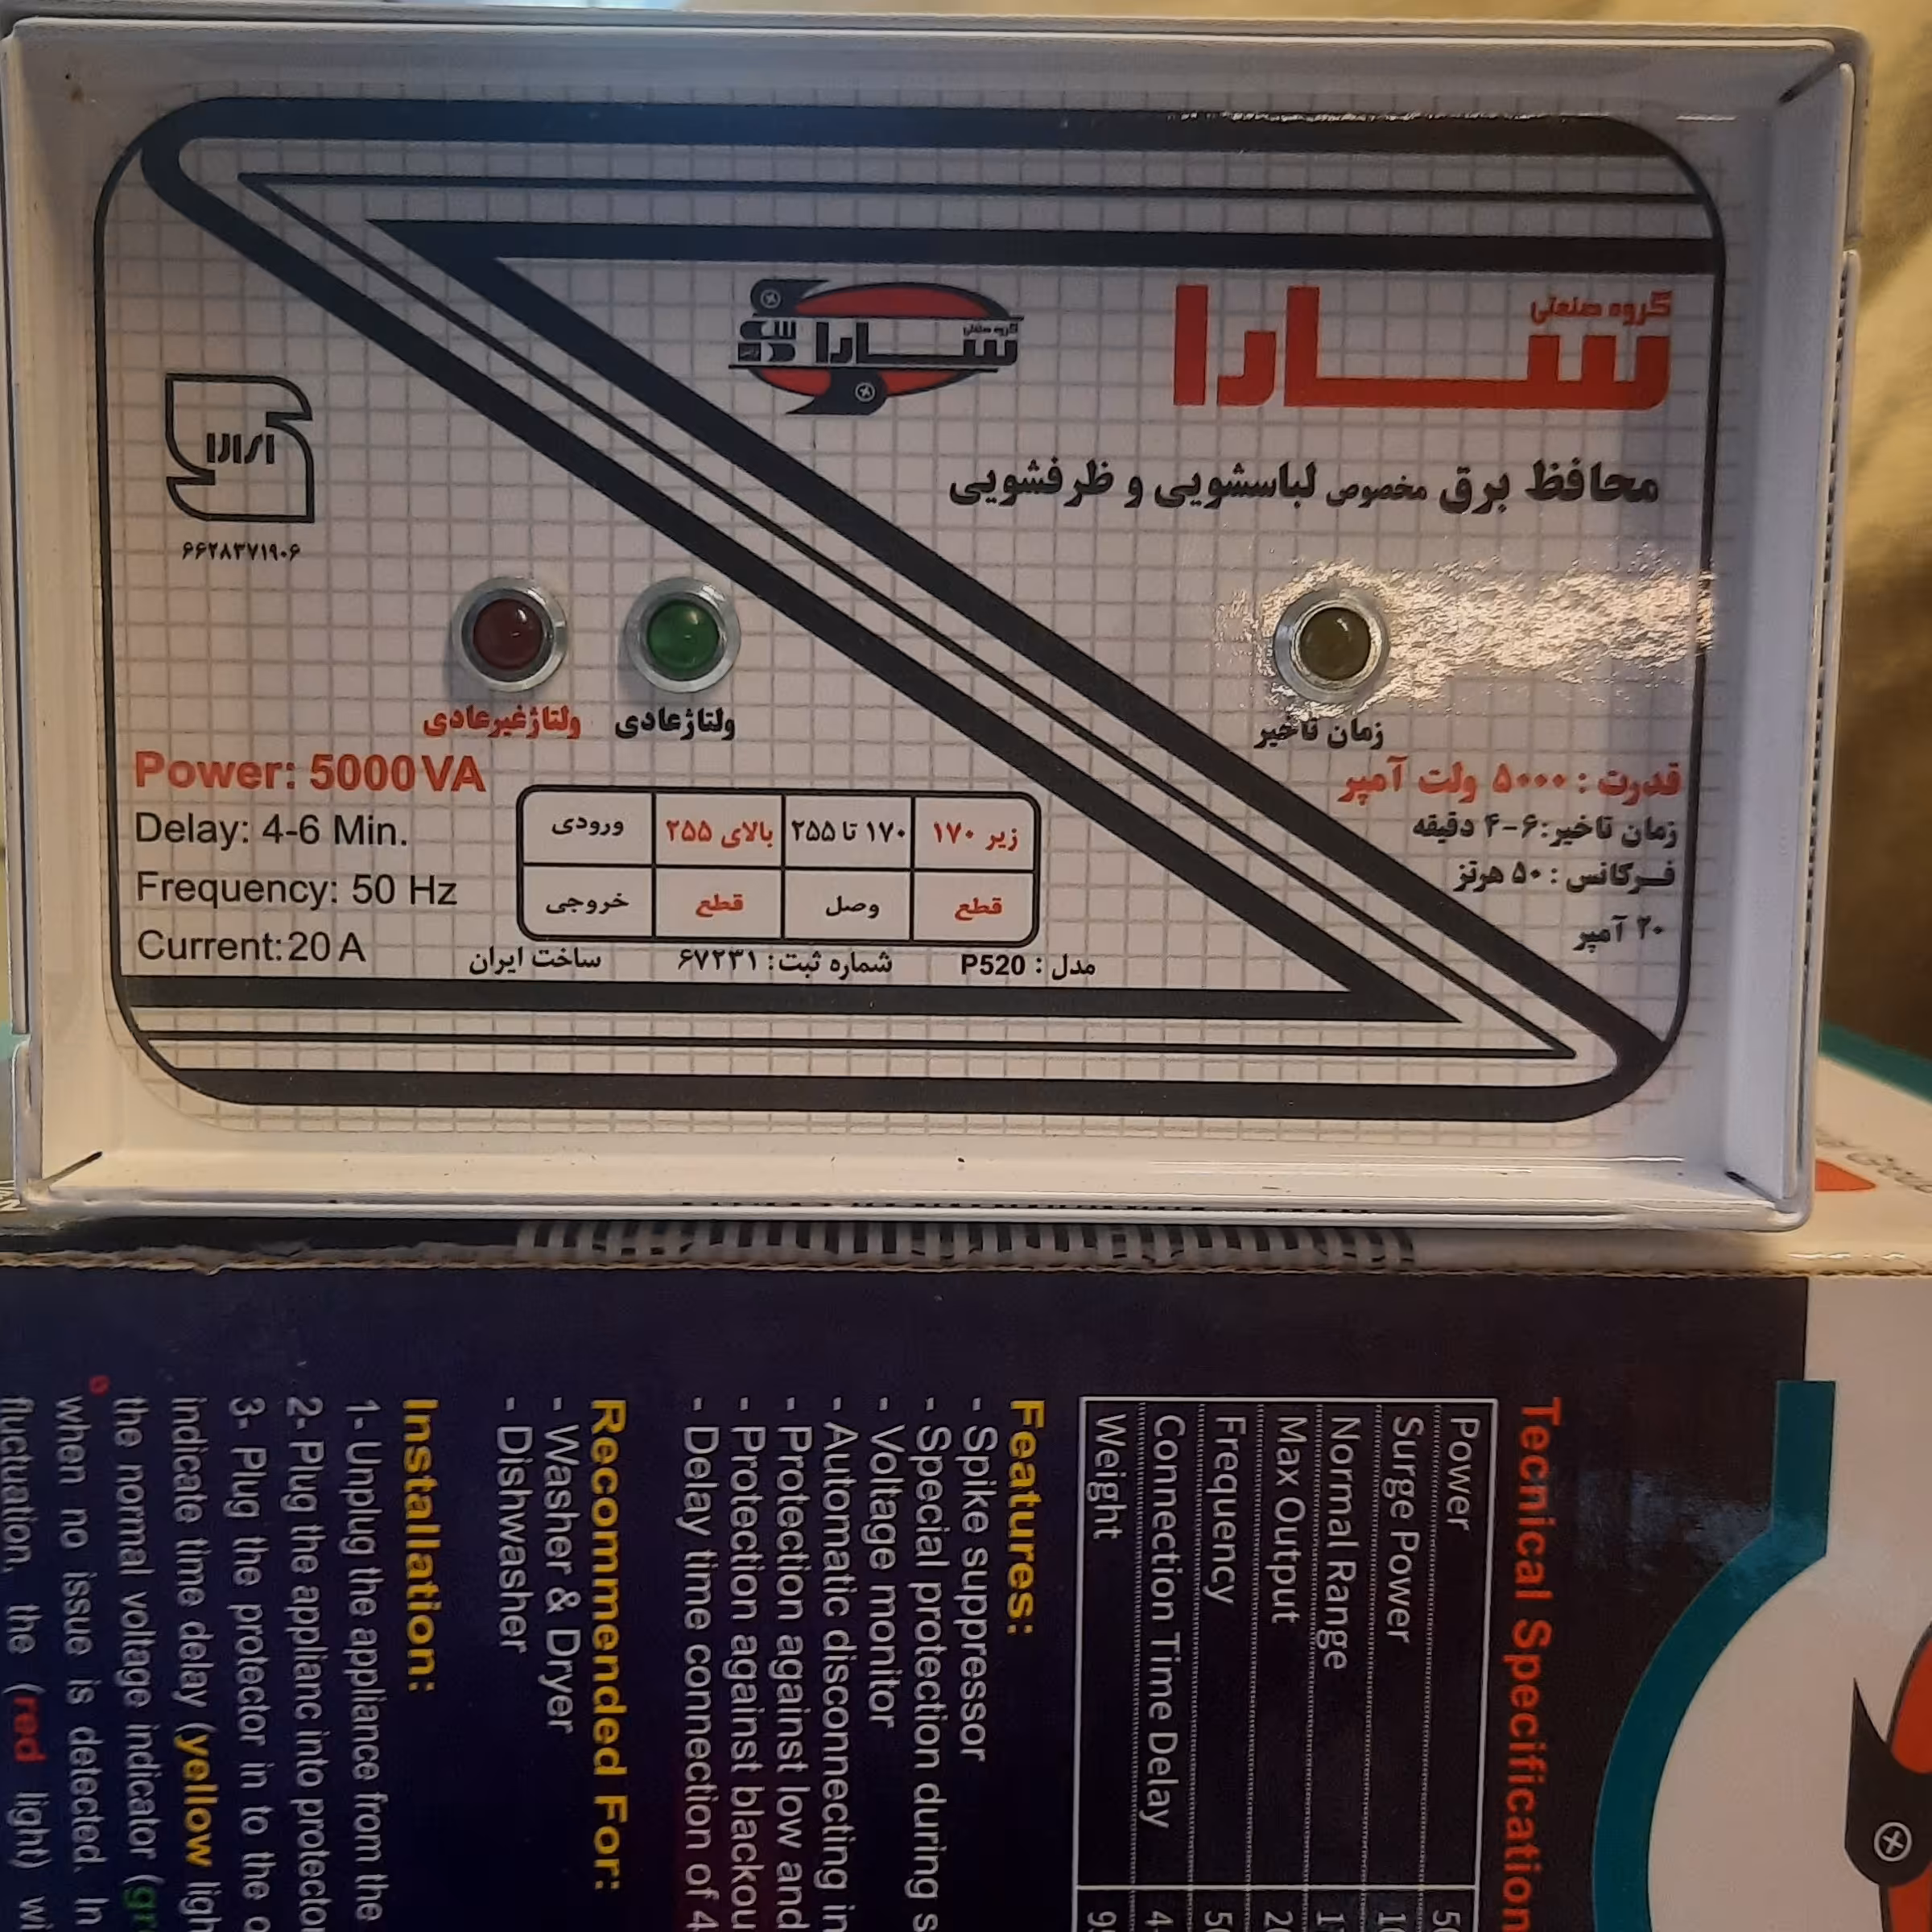 گروه صنعتی
سارا
گروه صنعتی
سارا
محافظ برق مخصوص لباسشویی و ظرفشویی
۶۶۲۸۳۷۱۹۰۶
ولتاژغیرعادی
ولتاژعادی
زمان تاخیر
Power: 5000 VA
Delay: 4-6 Min.
Frequency: 50 Hz
Current: 20 A
زیر ۱۷۰ ۱۷۰ تا ۲۵۵ بالای ۲۵۵ ورودی
قطع وصل قطع خروجی
قدرت : ۵۰۰۰ ولت آمپر
زمان تاخیر:۶-۴ دقیقه
فرکانس : ۵۰ هرتز
۲۰ آمپر
مدل : P520 شماره ثبت: ۶۷۲۳۱ ساخت ایران
Tecnical Specification
Power
Surge Power
Normal Range
Max Output
Frequency
Connection Time Delay
Weight
Features:
- Spike suppressor
- Special protection during
- Voltage monitor
- Automatic disconnecting in
- Protection against low and
- Protection against
- Delay time connection of 4
Recommended For:
- Washer & Dryer
- Dishwasher
Installation:
1- Unplug the appliance from the
2- Plug the applianc into protector
3- Plug the protector in to the
indicate time delay (yellow
the normal voltage indicator (
when no issue is detected. In
fluctuation, the (red light)